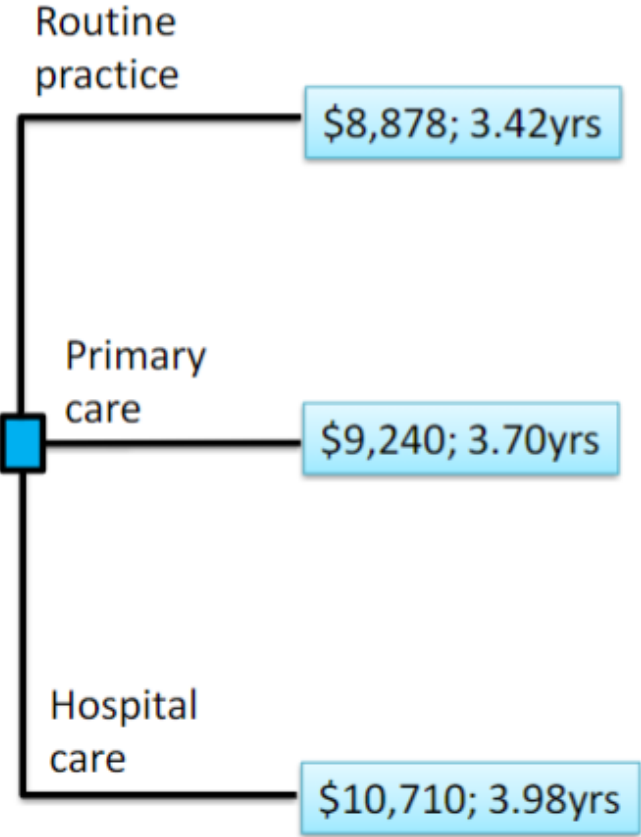 Routine
practice
$8,878; 3.42yrs
Primary
care
$9,240; 3.70yrs
Hospital
care
$10,710; 3.98yrs